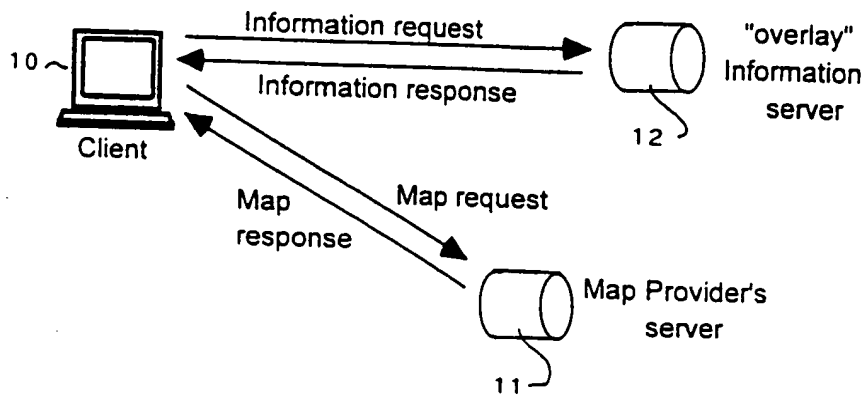 Information request
"overlay"
Information
server
10
Information response
12
Client
Map request
Map
response
Map Provider's
server
11